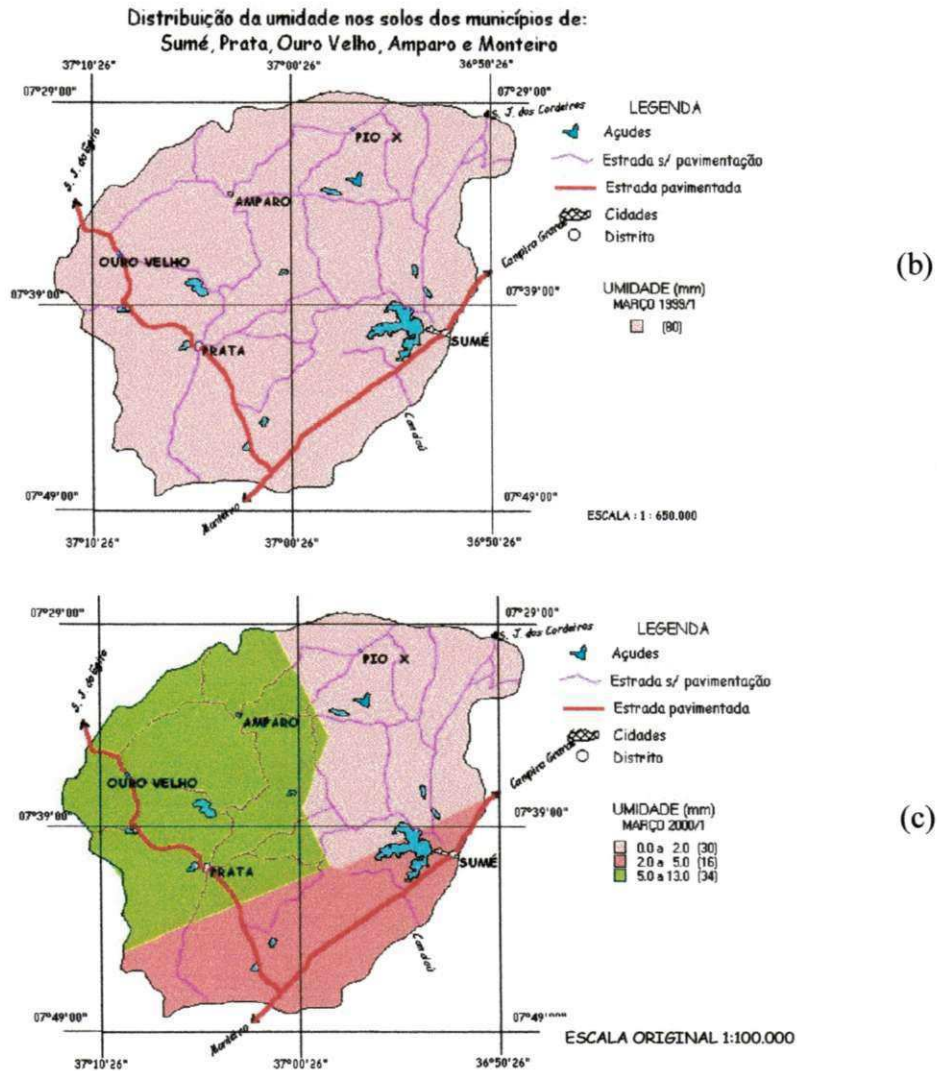 Distribuição da umidade nos solos dos municípios de:
Sumé, Prata, Ouro Velho, Amparo e Monteiro
37°10'26" 37°00'26" 36°50'26"
07°29'00"
S. J. dos Cordeiros
LEGENDA
PIO X
Açudes
Estrada s/ pavimentação
Estrada pavimentada
Cidades
Distrito
AMPARO
Campina Grande
OURO VELHO
07°39'00" 07°39'00"
UMIDADE (mm)
MARÇO 1999/1
(80)
SUMÉ
PRATA
07°49'00" 07°49'00"
Monteiro
ESCALA : 1 : 650.000
37°10'26" 37°00'26" 36°50'26"
(b)
07°29'00" 07°29'00"
S. J. dos Cordeiros
LEGENDA
PIO X
Açudes
Estrada s/ pavimentação
Estrada pavimentada
Cidades
Distrito
AMPARO
Campina Grande
OURO VELHO
07°39'00" 07°39'00"
UMIDADE (mm)
MARÇO 2000/1
0.0 a 2.0 (30)
2.0 a 5.0 (16)
5.0 a 13.0 (34)
SUMÉ
PRATA
07°49'00" 07°49'00"
Monteiro
ESCALA ORIGINAL 1:100.000
37°10'26" 37°00'26" 36°50'26"
(c)